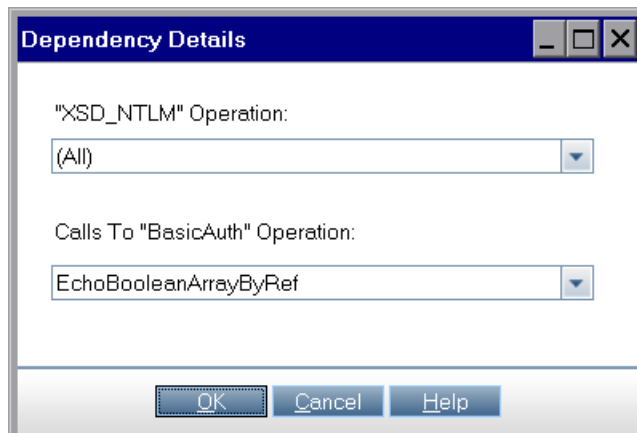 Dependency Details
"XSD_NTLM" Operation:
(All)
Calls To "BasicAuth" Operation:
EchoBooleanArrayByRef
OK Cancel Help